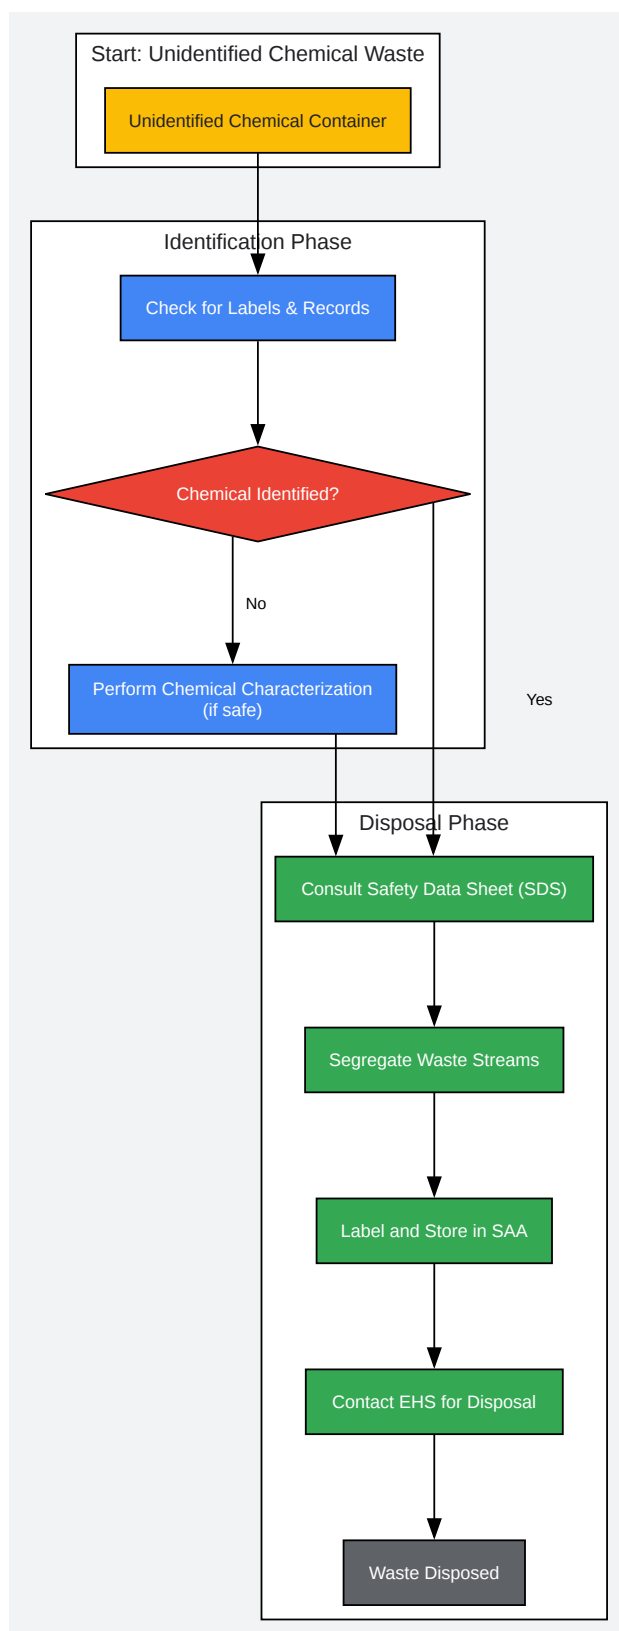 Start: Unidentified Chemical Waste
Unidentified Chemical Container
Identification Phase
Check for Labels & Records
Chemical Identified?
No
Perform Chemical Characterization
(if safe)
Yes
Disposal Phase
Consult Safety Data Sheet (SDS)
Segregate Waste Streams
Label and Store in SAA
Contact EHS for Disposal
Waste Disposed